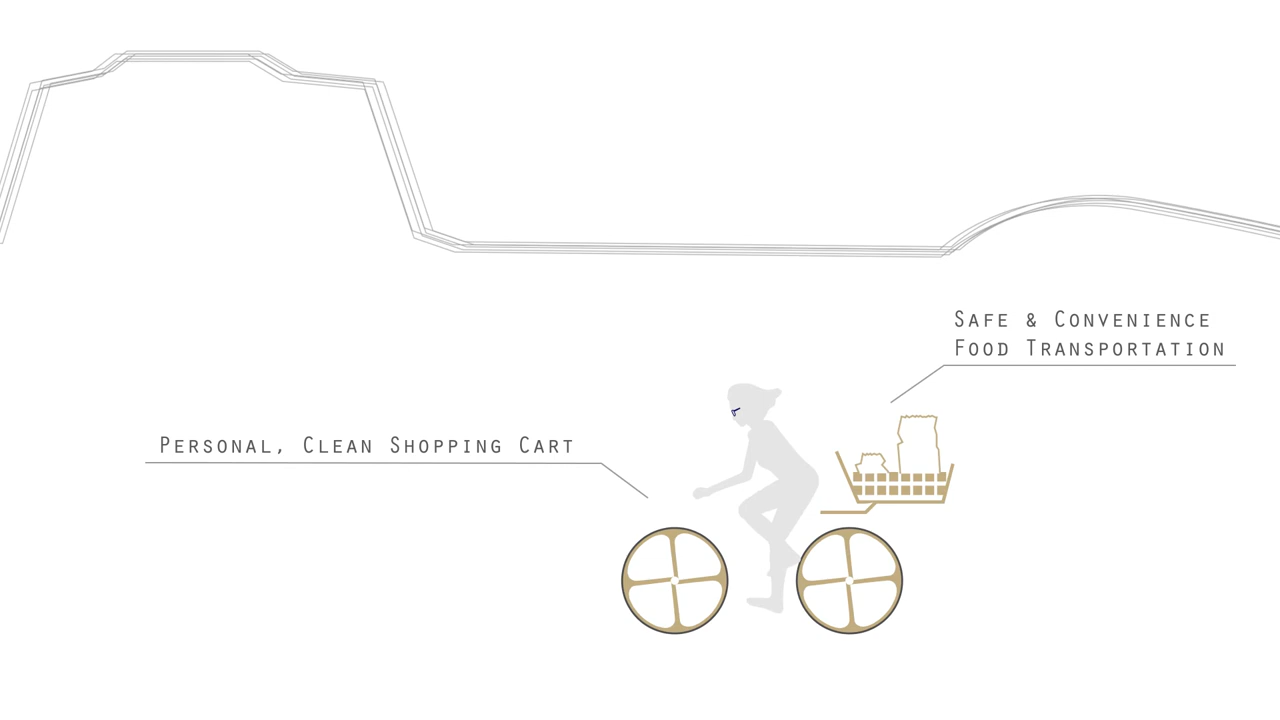 Safe & Convenience
Food Transportation
Personal, Clean Shopping Cart